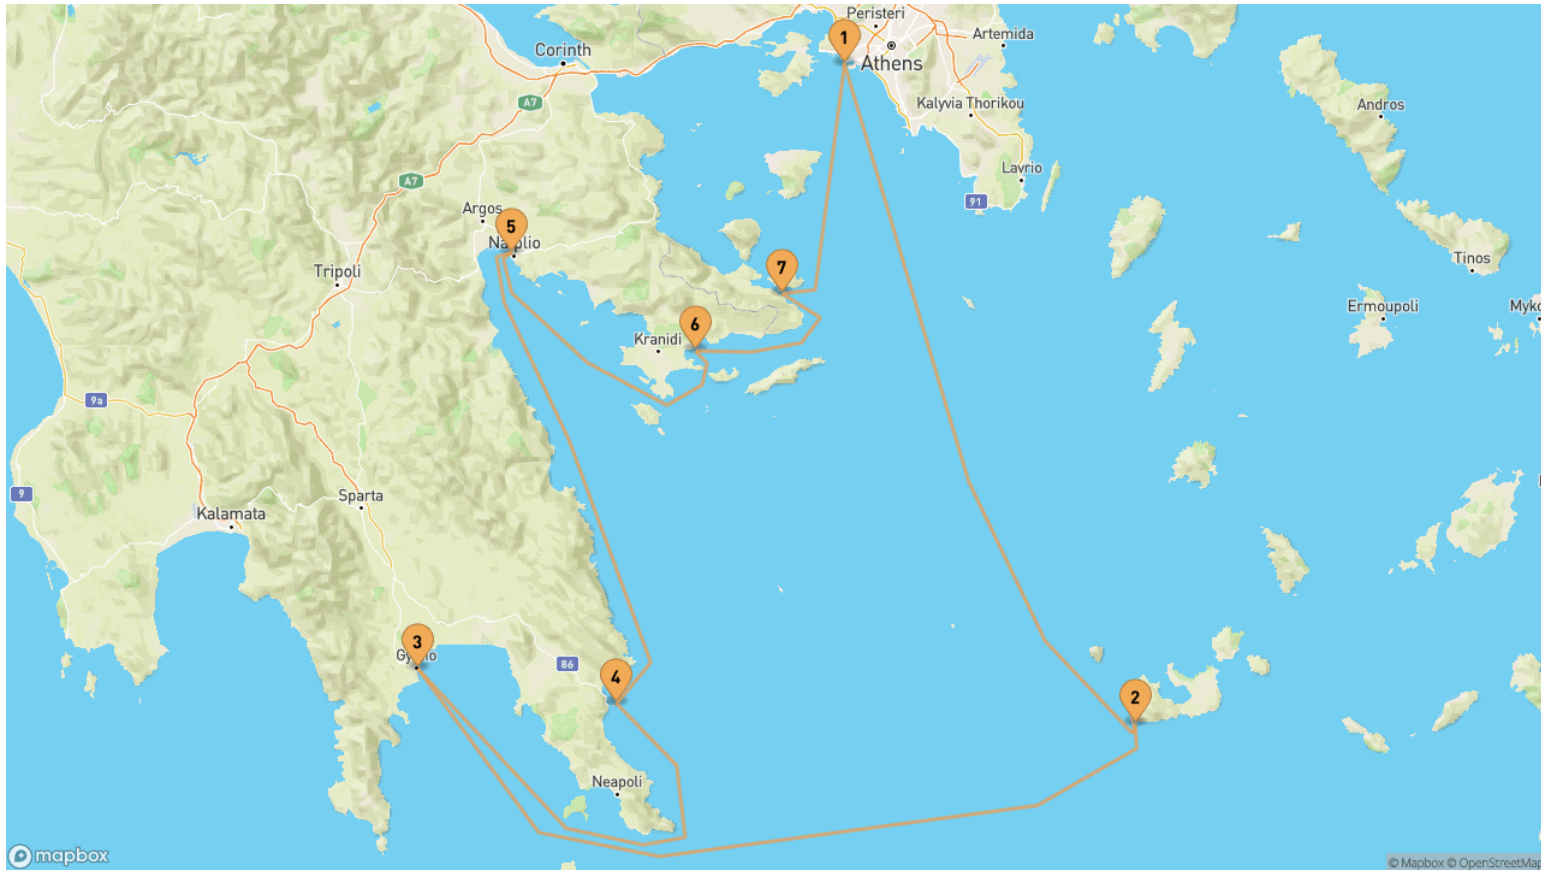 Peristeri
1
Artemida
Corinth
Athens
A7
Kalyvia Thorikou
Andros
Lavrio
A7
91
Argos
5
Tinos
Tripoli
7
Ermoupoli
6
Kranidi
9a
9
Sparta
Kalamata
3
86
4
2
Neapoli
mapbox
© Mapbox © OpenStreetMap